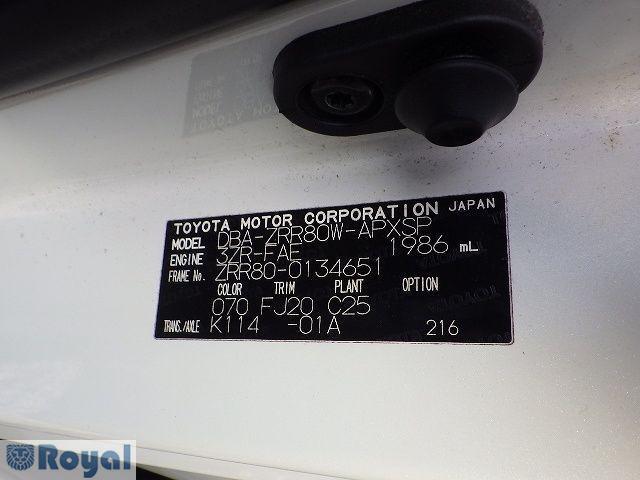 TOYOTA MOTOR CORPORATION JAPAN
MODEL DBA-ZRR80W-APXSP
ENGINE 3ZR-FAE 1986 mL
FRAME No. ZRR80-0134651
COLOR TRIM PLANT OPTION
070 FJ20 C25
TRANS./AXLE K114 -01A 216
Royal